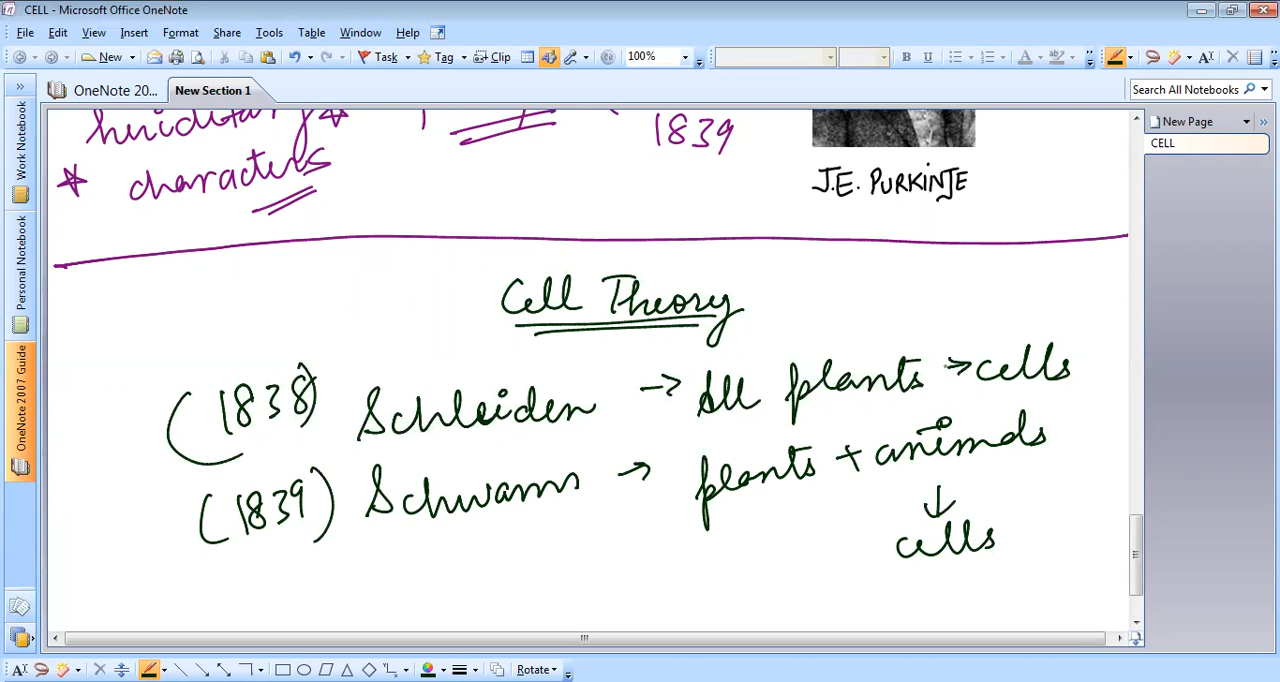 CELL - Microsoft Office OneNote
File Edit View Insert Format Share Tools Table Window Help
New Task Tag Clip 100% B U A
OneNote 20... New Section 1 Search All Notebooks
New Page
CELL
Work Notebook
Personal Notebook
OneNote 2007 Guide
heriditary
characters
1839
J.E. PURKINJE
Cell Theory
(1838) Schleiden → All plants → cells
(1839) Schwann → plants + animals
↓
cells
A Rotate